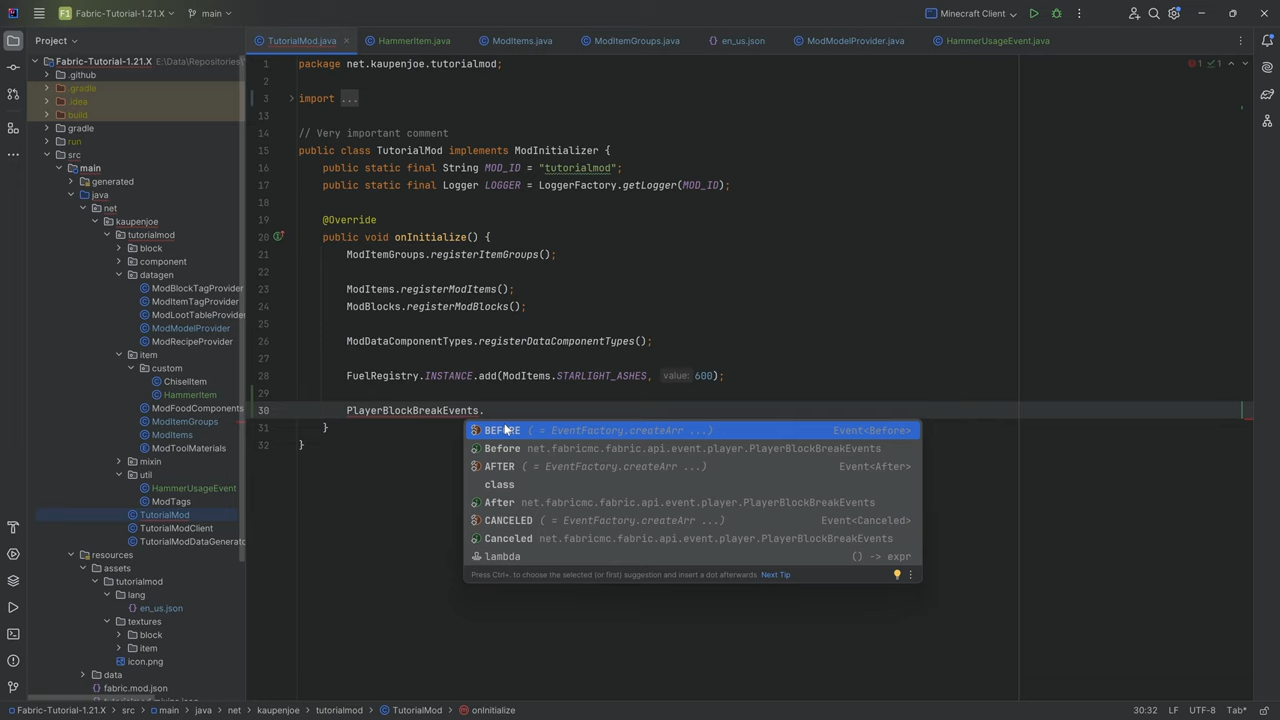 Fabric-Tutorial-1.21.X
main
Minecraft Client
Project
TutorialMod.java
HammerItem.java
ModItems.java
ModItemGroups.java
en_us.json
ModModelProvider.java
HammerUsageEvent.java
Fabric-Tutorial-1.21.X E:\Data\Repositories\
.github
.gradle
.idea
build
gradle
run
src
main
generated
java
net
kaupenjoe
tutorialmod
block
component
datagen
ModBlockTagProvider
ModItemTagProvider
ModLootTableProvider
ModModelProvider
ModRecipeProvider
item
custom
ChiselItem
HammerItem
ModFoodComponents
ModItemGroups
ModItems
ModToolMaterials
mixin
util
HammerUsageEvent
ModTags
TutorialMod
TutorialModClient
TutorialModDataGenerato
resources
assets
tutorialmod
lang
en_us.json
textures
block
item
icon.png
data
fabric.mod.json
1 package net.kaupenjoe.tutorialmod;
2
3 import ...
13
14 // Very important comment
15 public class TutorialMod implements ModInitializer {
16 public static final String MOD_ID = "tutorialmod";
17 public static final Logger LOGGER = LoggerFactory.getLogger(MOD_ID);
18
19 @Override
20 public void onInitialize() {
21 ModItemGroups.registerItemGroups();
22
23 ModItems.registerModItems();
24 ModBlocks.registerModBlocks();
25
26 ModDataComponentTypes.registerDataComponentTypes();
27
28 FuelRegistry.INSTANCE.add(ModItems.STARLIGHT_ASHES, value: 600);
29
30 PlayerBlockBreakEvents.
31 }
32 }
1 1
BEFORE ( = EventFactory.createArr ...) Event<Before>
Before net.fabricmc.fabric.api.event.player.PlayerBlockBreakEvents
AFTER ( = EventFactory.createArr ...) Event<After>
class
After net.fabricmc.fabric.api.event.player.PlayerBlockBreakEvents
CANCELED ( = EventFactory.createArr ...) Event<Canceled>
Canceled net.fabricmc.fabric.api.event.player.PlayerBlockBreakEvents
lambda () -> expr
Press Ctrl+. to choose the selected (or first) suggestion and insert a dot afterwards Next Tip
Fabric-Tutorial-1.21.X > src > main > java > net > kaupenjoe > tutorialmod > TutorialMod > onInitialize
30:32 LF UTF-8 Tab*